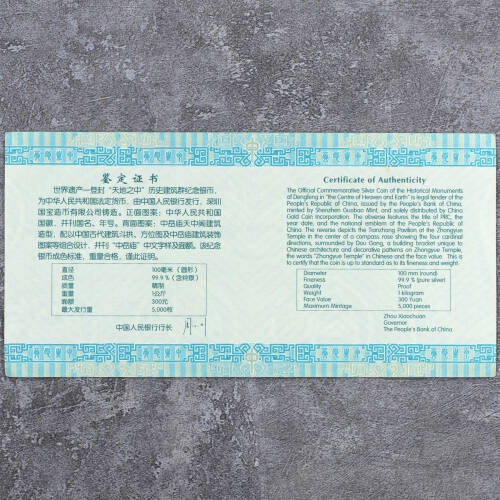 鉴定证书
世界遗产—登封“天地之中”历史建筑群纪念银币,
为中华人民共和国法定货币,由中国人民银行发行,深圳
国宝造币有限公司铸造。正面图案:中华人民共和国国
徽,并刊国名、年号。背面图案:中岳庙天中阁建筑
造型,配以中国古代建筑斗拱、方位图及中岳庙建筑装饰
图案等组合设计,并刊“中岳庙”中文字样及面额。该纪念
银币成色标准,重量合格,谨此证明。
直径 100毫米(圆形)
成色 99.9%(含纯银)
质量 精制
重量 1公斤
面额 300元
最大发行量 5,000枚
中国人民银行行长
Certificate of Authenticity
The Official Commemorative Silver Coin of the Historical Monuments
of Dengfeng in "the Centre of Heaven and Earth" is legal tender of the
People's Republic of China, issued by the People's Bank of China,
minted by Shenzhen Guobao Mint, and solely distributed by China
Gold Coin Incorporation. The obverse features the title of PRC, the
year date, and the national emblem of the People's Republic of
China. The reverse depicts the Tianzhong Pavilion at the Zhongyue
Temple in the center of a compass rose showing the four cardinal
directions, surrounded by Dou Gong, a building bracket unique to
Chinese architecture and decorative patterns on Zhongyue Temple,
the words "Zhongyue Temple" in Chinese and the face value. This is
to certify that the coin is up to standard as to its fineness and weight.
Diameter 100 mm (round)
Fineness 99.9 % (pure silver)
Quality Proof
Weight 1 kilogram
Face Value 300 Yuan
Maximum Mintage 5,000 pieces
Zhou Xiaochuan
Governor
The People's Bank of China